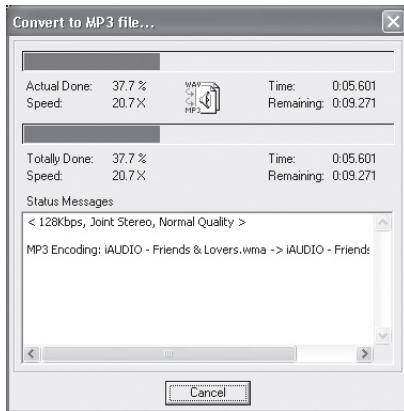 Convert to MP3 file...
Actual Done: 37.7 % WAV Time: 0:05.601
Speed: 20.7 X MP3 Remaining: 0:09.271
Totally Done: 37.7 % Time: 0:05.601
Speed: 20.7 X Remaining: 0:09.271
Status Messages
< 128Kbps, Joint Stereo, Normal Quality >
MP3 Encoding: iAUDIO - Friends & Lovers.wma -> iAUDIO - Friends
Cancel